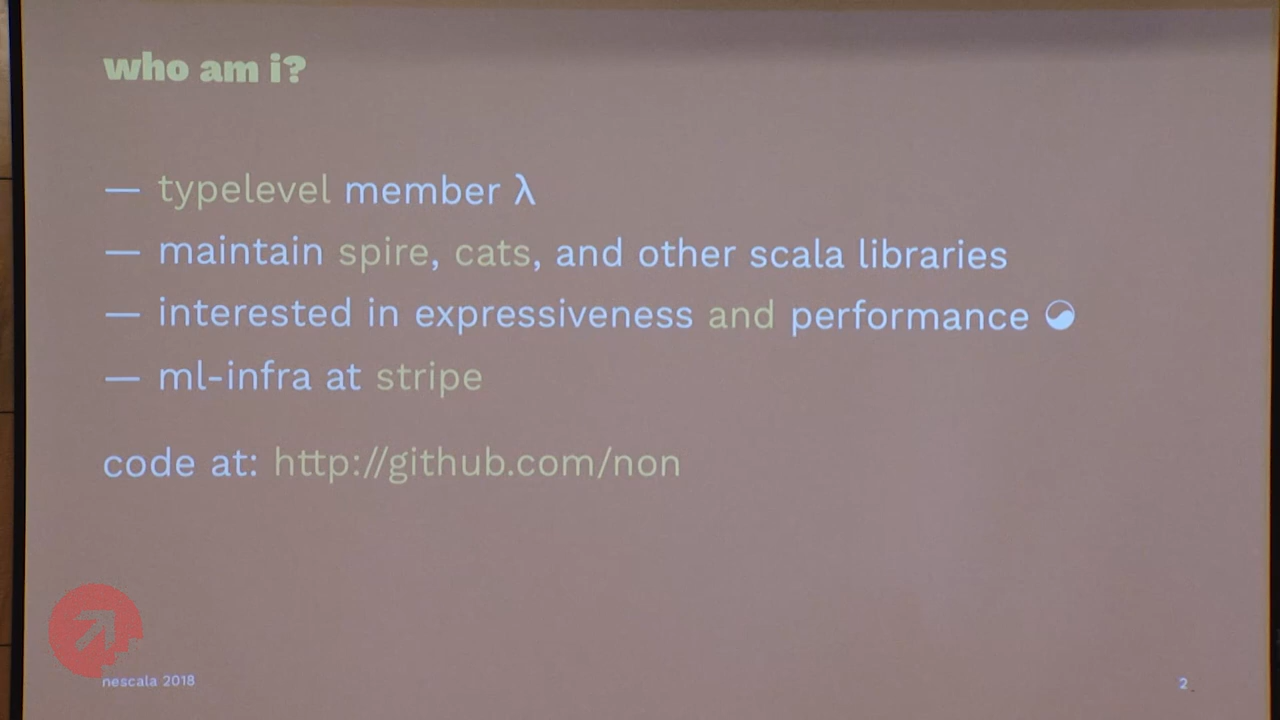 who am i?
— typelevel member λ
— maintain spire, cats, and other scala libraries
— interested in expressiveness and performance ☯
— ml-infra at stripe
code at: http://github.com/non
nescala 2018
2